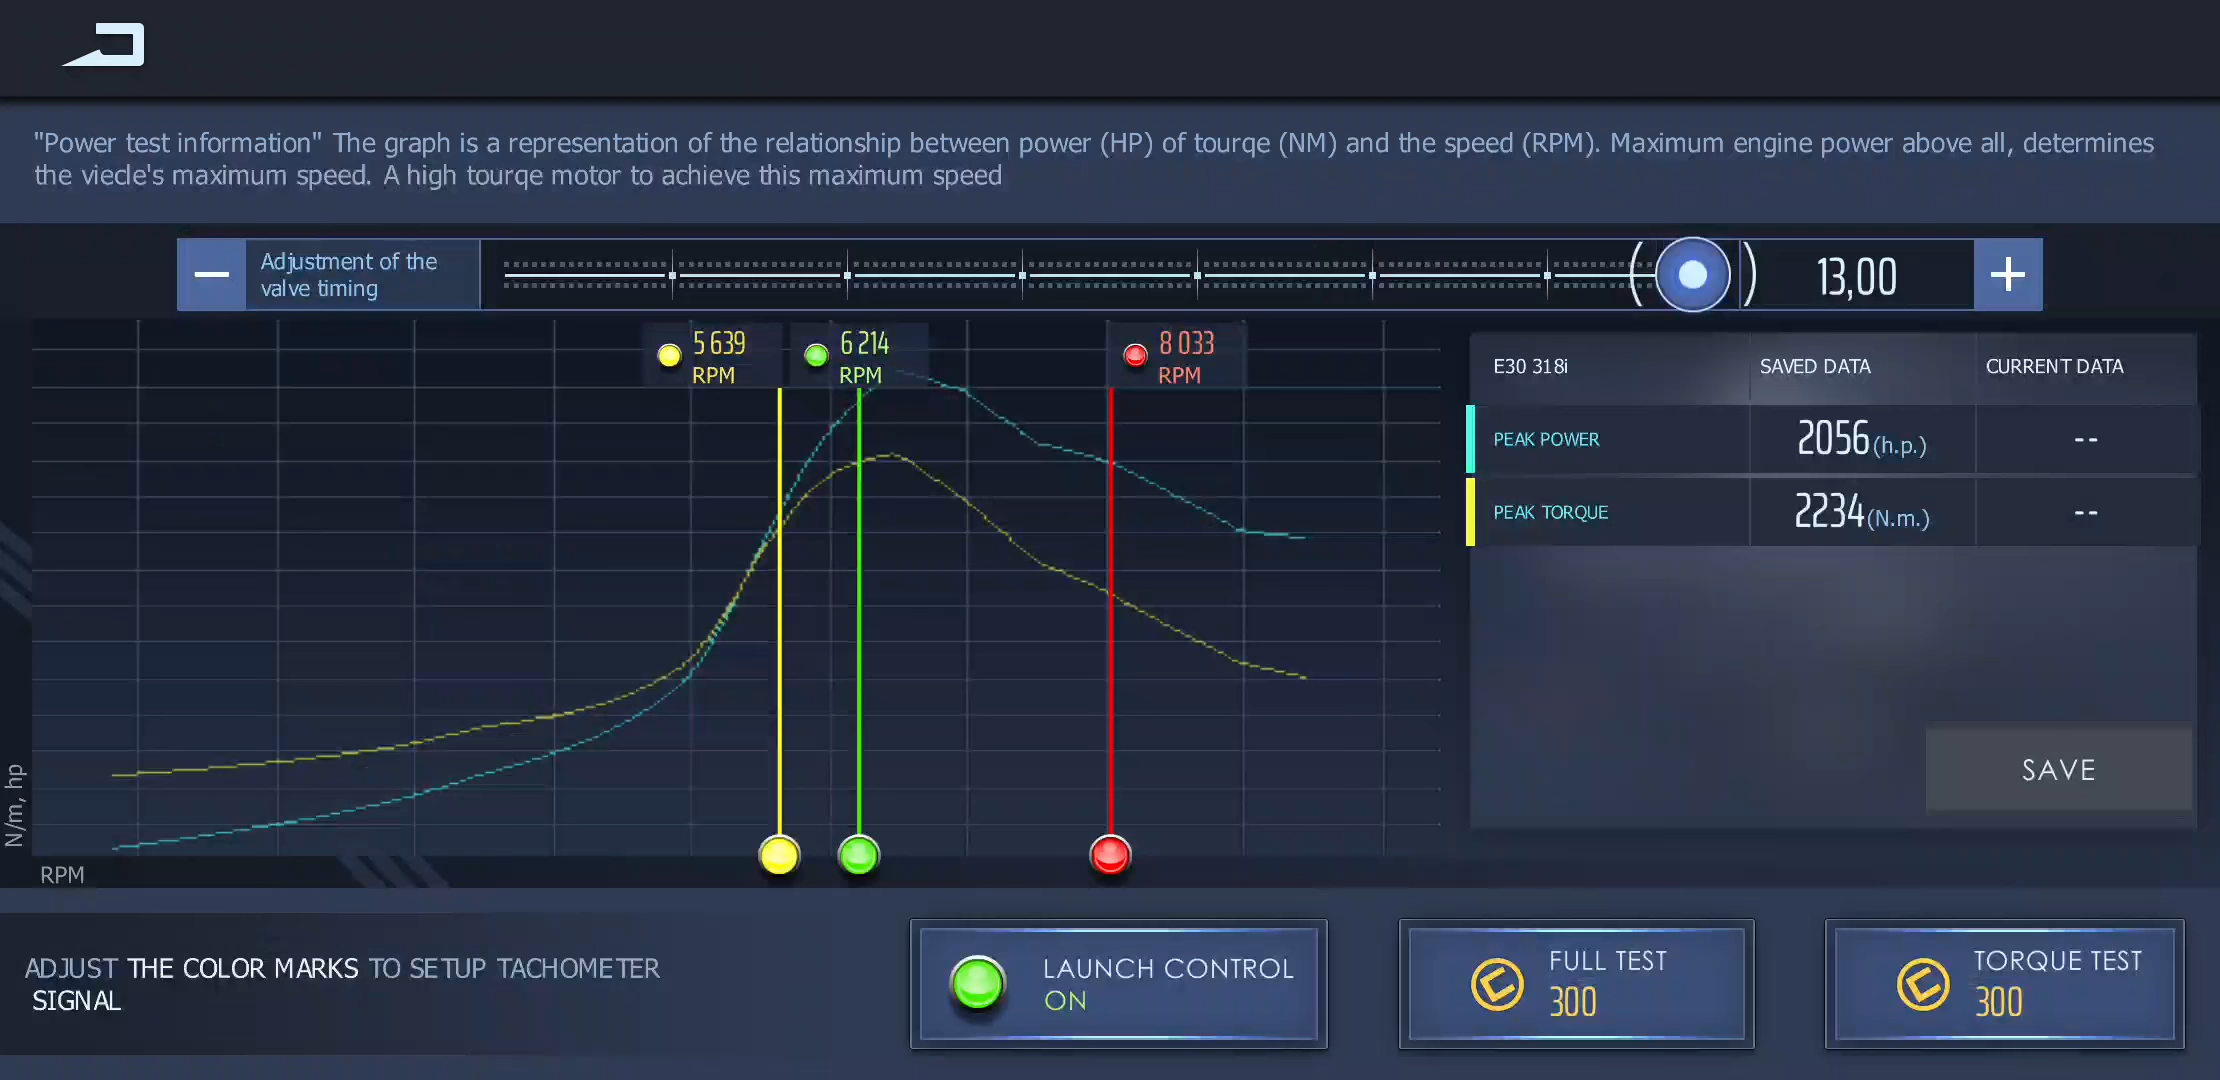 "Power test information" The graph is a representation of the relationship between power (HP) of tourqe (NM) and the speed (RPM). Maximum engine power above all, determines
the viecle's maximum speed. A high tourqe motor to achieve this maximum speed
Adjustment of the
valve timing
13,00
5 639
RPM
6 214
RPM
8 033
RPM
E30 318i SAVED DATA CURRENT DATA
PEAK POWER 2056 (h.p.) --
PEAK TORQUE 2234 (N.m.) --
SAVE
N/m, hp
RPM
ADJUST THE COLOR MARKS TO SETUP TACHOMETER
SIGNAL
LAUNCH CONTROL
ON
FULL TEST
300
TORQUE TEST
300